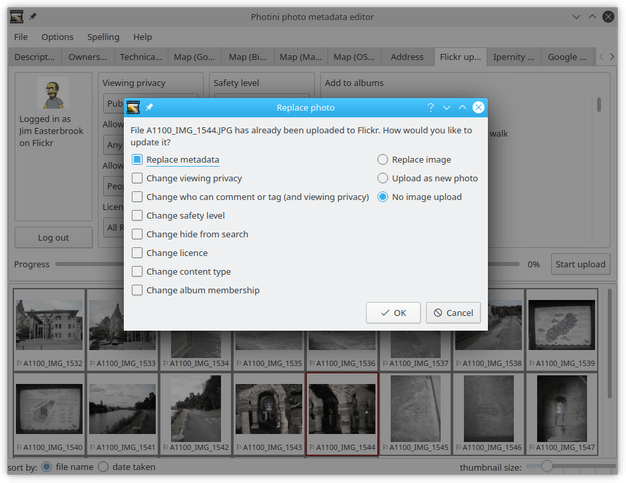 Photini photo metadata editor
File Options Spelling Help
Descript... Owners... Technica... Map (Go... Map (Bi... Map (Ma... Map (OS... Address Flickr up... Ipernity ... Google ...
Viewing privacy Safety level Add to albums
Pub
Replace photo
File A1100_IMG_1544.JPG has already been uploaded to Flickr. How would you like to
update it?
Logged in as
Jim Easterbrook
on Flickr
Allow
Any
Allow
Peop
Licen
All R
walk
Replace metadata Replace image
Change viewing privacy Upload as new photo
Change who can comment or tag (and viewing privacy) No image upload
Change safety level
Change hide from search
Change licence
Change content type
Change album membership
OK Cancel
Log out
Progress 0% Start upload
A1100_IMG_1532 A1100_IMG_1533 A1100_IMG_1534 A1100_IMG_1535 A1100_IMG_1536 A1100_IMG_1537 A1100_IMG_1538 A1100_IMG_1539
A1100_IMG_1540 A1100_IMG_1541 A1100_IMG_1542 A1100_IMG_1543 A1100_IMG_1544 A1100_IMG_1545 A1100_IMG_1546 A1100_IMG_1547
sort by: file name date taken thumbnail size: